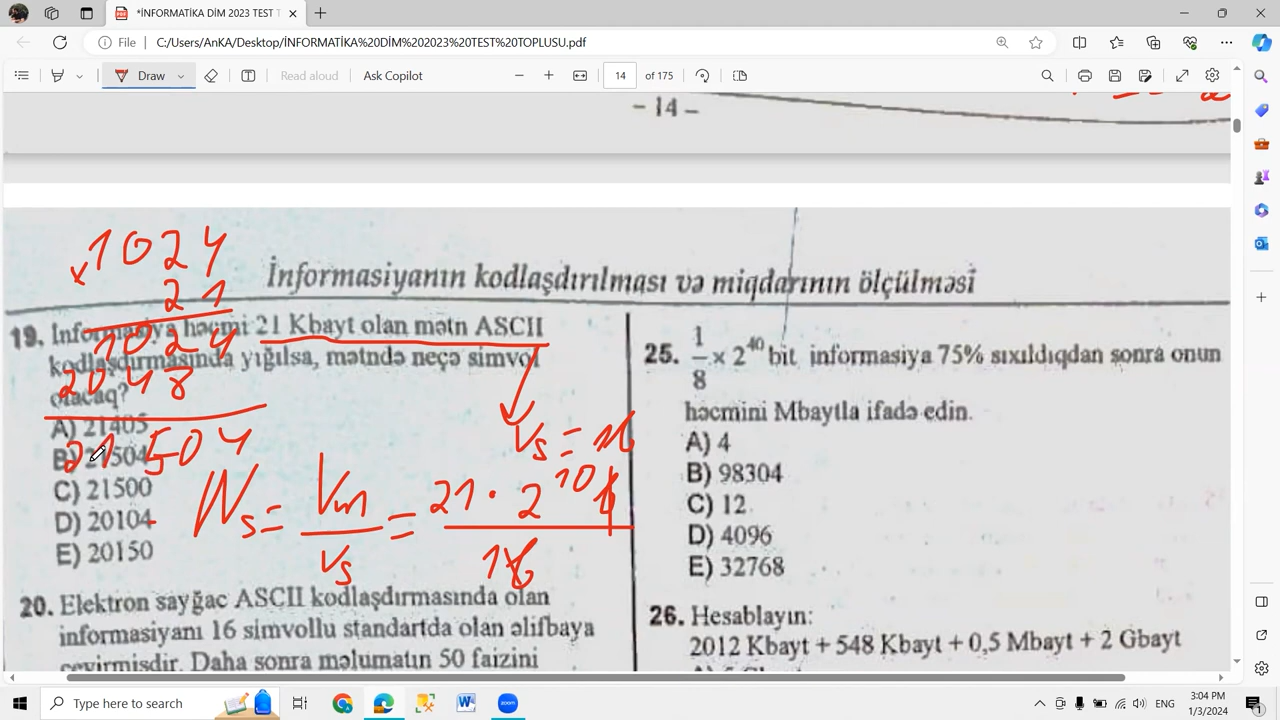 *İNFORMATİKA DİM 2023 TEST T
File
C:/Users/AnKA/Desktop/İNFORMATİKA%20DİM%202023%20TEST%20TOPLUSU.pdf
Draw
Read aloud
Ask Copilot
14 of 175
– 14 –
İnformasiyanın kodlaşdırılması və miqdarının ölçülməsi
1024
x 21
1024
2048
21504
19. Informasiya həcmi 21 Kbayt olan mətn ASCII
kodlaşdırmasında yığılsa, mətndə neçə simvol
olacaq?
A) 21405
B) 21504
C) 21500
D) 20104
E) 20150
Vs =
Ns = Vm / Vs = 21 · 2^10
20. Elektron sayğac ASCII kodlaşdırmasında olan
informasiyanı 16 simvollu standartda olan əlifbaya
çevirmişdir. Daha sonra məlumatın 50 faizini
25. 1/8 × 2^40 bit informasiya 75% sıxıldıqdan sonra onun
həcmini Mbaytla ifadə edin.
A) 4
B) 98304
C) 12
D) 4096
E) 32768
26. Hesablayın:
2012 Kbayt + 548 Kbayt + 0,5 Mbayt + 2 Gbayt
Type here to search
ENG
3:04 PM
1/3/2024